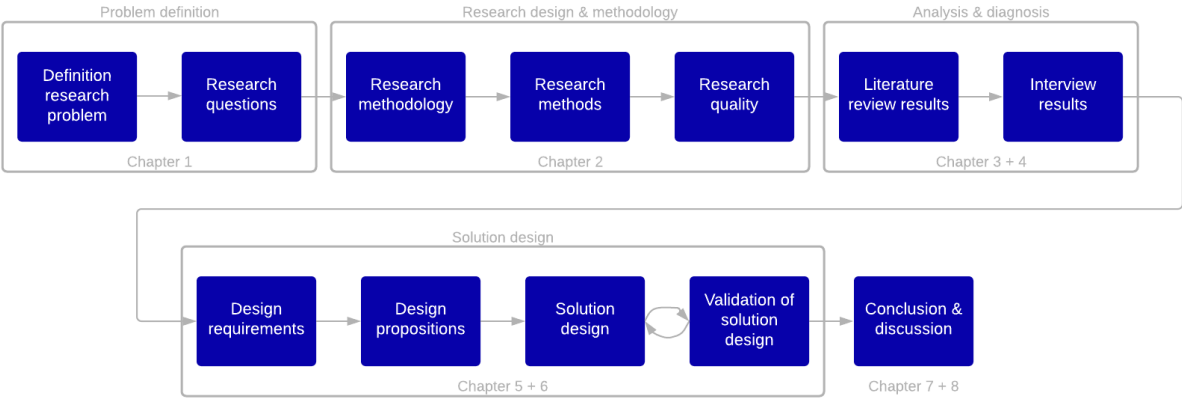 Problem definition
Research design & methodology
Analysis & diagnosis
Definition
research
problem
Research
questions
Research
methodology
Research
methods
Research
quality
Literature
review results
Interview
results
Chapter 1
Chapter 2
Chapter 3 + 4
Solution design
Design
requirements
Design
propositions
Solution
design
Validation of
solution
design
Conclusion &
discussion
Chapter 5 + 6
Chapter 7 + 8